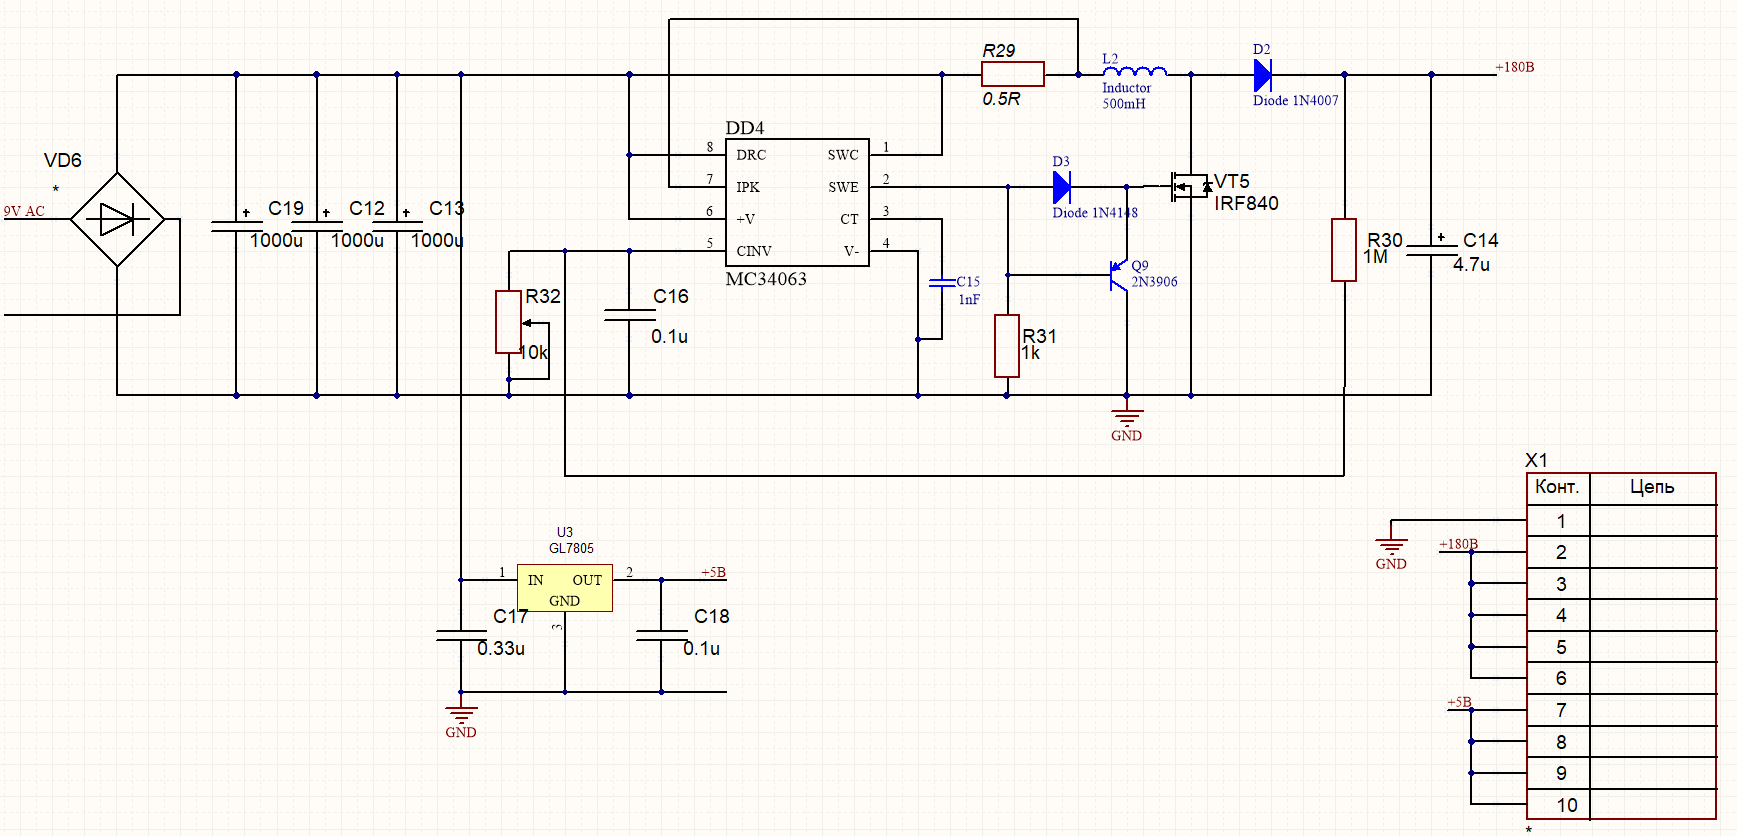 R29
0.5R
L2
Inductor
500mH
D2
Diode 1N4007
+180В
VD6
*
9V AC
C19
1000u
C12
1000u
C13
1000u
DD4
8 DRC SWC 1
7 IPK SWE 2
6 +V CT 3
5 CINV V- 4
MC34063
D3
Diode 1N4148
VT5
IRF840
Q9
2N3906
R30
1M
C14
4.7u
R32
10k
C16
0.1u
C15
1nF
R31
1k
GND
U3
GL7805
1 IN OUT 2
GND
3
+5В
C17
0.33u
C18
0.1u
GND
X1
Конт. Цепь
1
GND
+180В
2
3
4
5
6
+5В
7
8
9
10
*